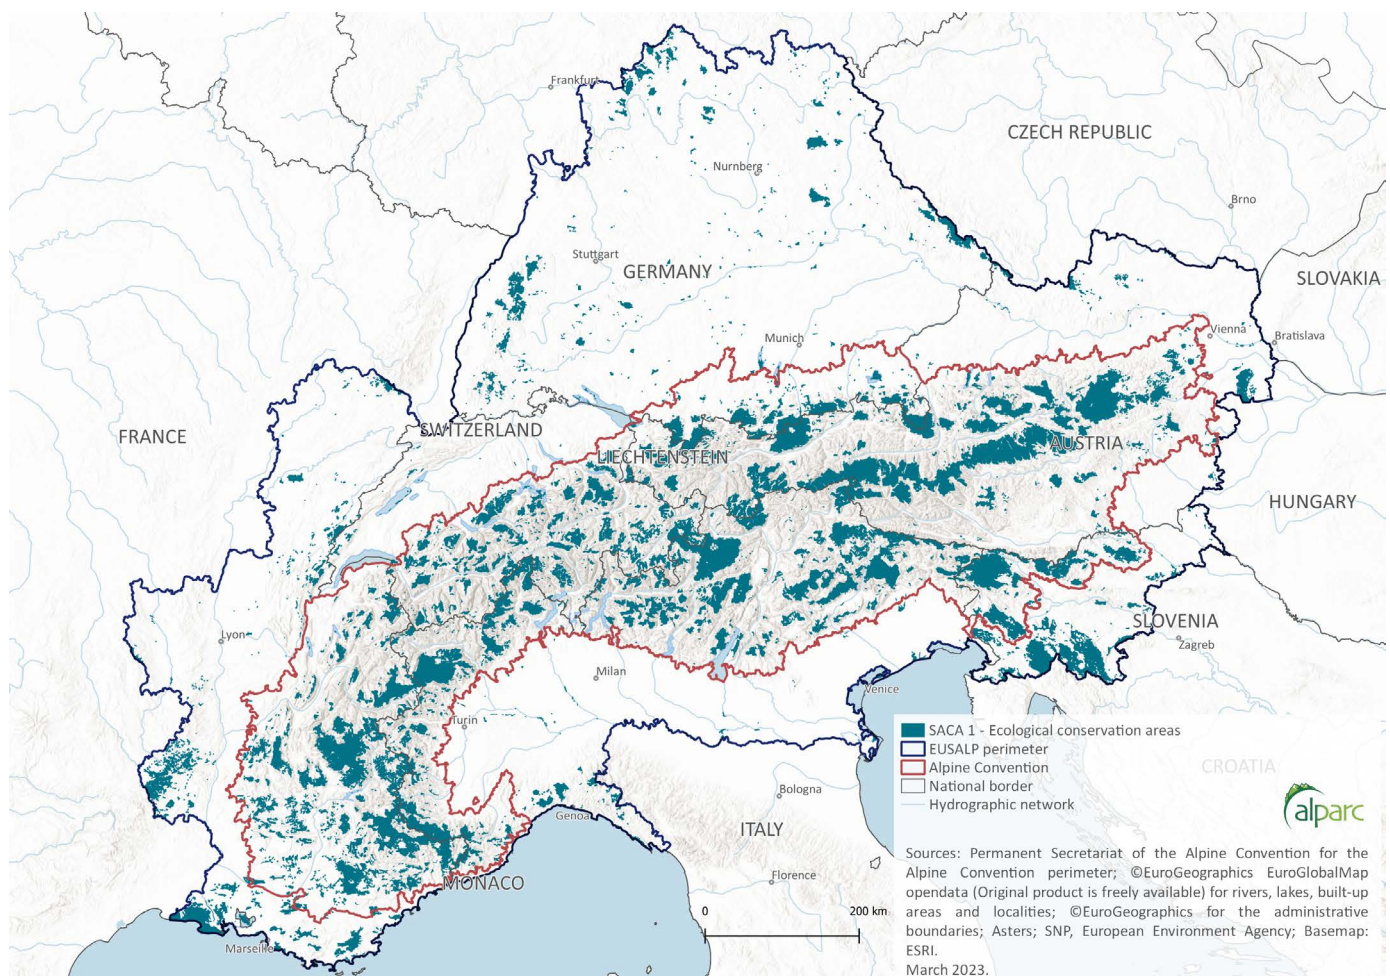 Frankfurt
CZECH REPUBLIC
Nurnberg
Brno
Stuttgart
GERMANY
SLOVAKIA
Munich
Vienna
Bratislava
FRANCE
SWITZERLAND
LIECHTENSTEIN
AUSTRIA
HUNGARY
Lyon
SLOVENIA
Zagreb
Milan
Venice
Turin
SACA 1 - Ecological conservation areas
EUSALP perimeter
Alpine Convention
National border
Hydrographic network
CROATIA
alparc
Bologna
Genoa
ITALY
Florence
MONACO
Marseille
0 200 km
Sources: Permanent Secretariat of the Alpine Convention for the
Alpine Convention perimeter; ©EuroGeographics EuroGlobalMap
opendata (Original product is freely available) for rivers, lakes, built-up
areas and localities; ©EuroGeographics for the administrative
boundaries; Asters; SNP, European Environment Agency; Basemap:
ESRI.
March 2023.